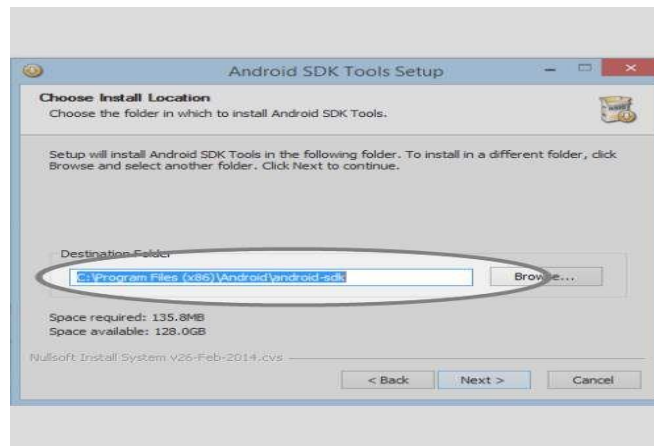 Android SDK Tools Setup
Choose Install Location
Choose the folder in which to install Android SDK Tools.
Setup will install Android SDK Tools in the following folder. To install in a different folder, click
Browse and select another folder. Click Next to continue.
Destination Folder
C:\Program Files (x86)\Android\android-sdk
Browse...
Space required: 135.8MB
Space available: 128.0GB
Nullsoft Install System v26-Feb-2014.cvs
< Back
Next >
Cancel